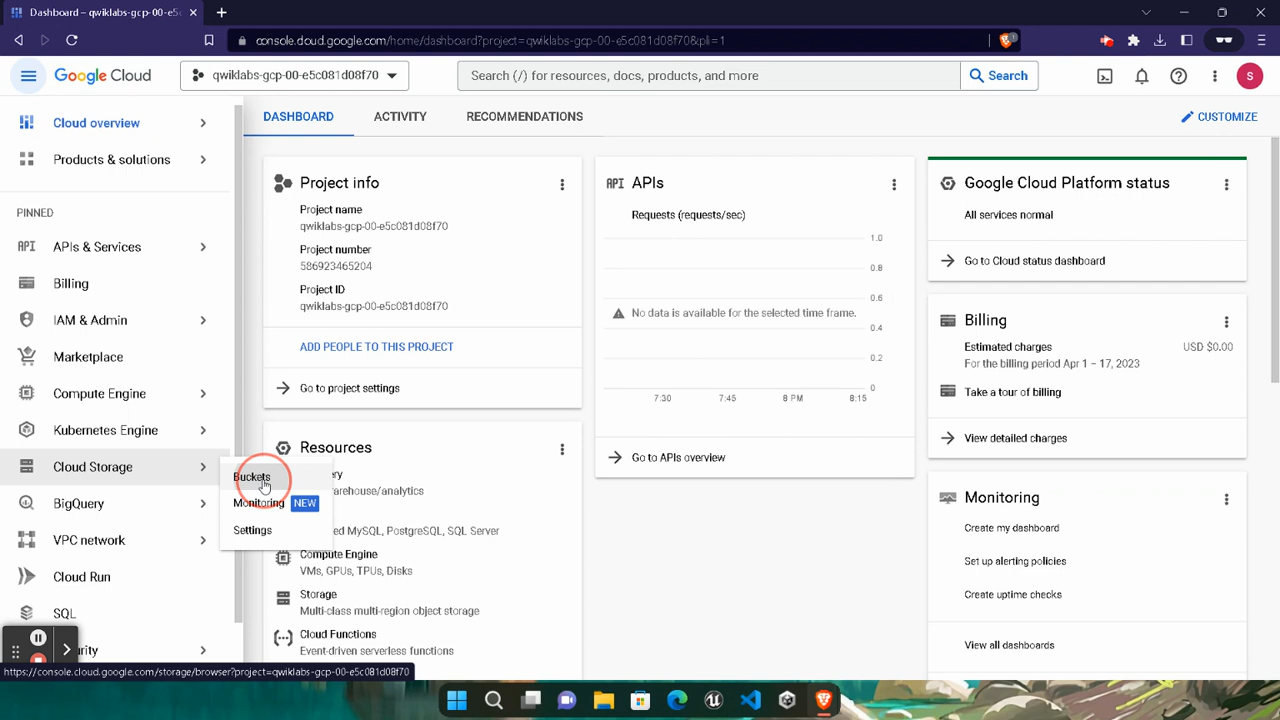 Dashboard – qwiklabs-gcp-00-e5c
console.cloud.google.com/home/dashboard?project=qwiklabs-gcp-00-e5c081d08f70&pli=1
Google Cloud
qwiklabs-gcp-00-e5c081d08f70
Search (/) for resources, docs, products, and more
Search
S
Cloud overview
Products & solutions
PINNED
API APIs & Services
Billing
IAM & Admin
Marketplace
Compute Engine
Kubernetes Engine
Cloud Storage
BigQuery
VPC network
Cloud Run
SQL
Buckets
Monitoring NEW
Settings
DASHBOARD
ACTIVITY
RECOMMENDATIONS
CUSTOMIZE
Project info
Project name
qwiklabs-gcp-00-e5c081d08f70
Project number
586923465204
Project ID
qwiklabs-gcp-00-e5c081d08f70
ADD PEOPLE TO THIS PROJECT
Go to project settings
Resources
MySQL, PostgreSQL, SQL Server
Compute Engine
VMs, GPUs, TPUs, Disks
Storage
Multi-class multi-region object storage
Cloud Functions
Event-driven serverless functions
API APIs
Requests (requests/sec)
1.0
0.8
0.6
No data is available for the selected time frame.
0.4
0.2
0
7:30 7:45 8 PM 8:15
Go to APIs overview
Google Cloud Platform status
All services normal
Go to Cloud status dashboard
Billing
Estimated charges USD $0.00
For the billing period Apr 1 – 17, 2023
Take a tour of billing
View detailed charges
Monitoring
Create my dashboard
Set up alerting policies
Create uptime checks
View all dashboards
https://console.cloud.google.com/storage/browser?project=qwiklabs-gcp-00-e5c081d08f70